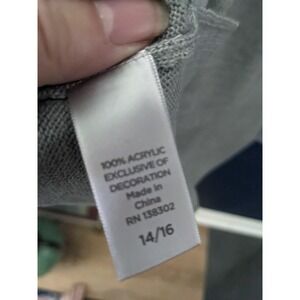 100% ACRYLIC
EXCLUSIVE OF
DECORATION
Made in
China
RN 138302
14/16